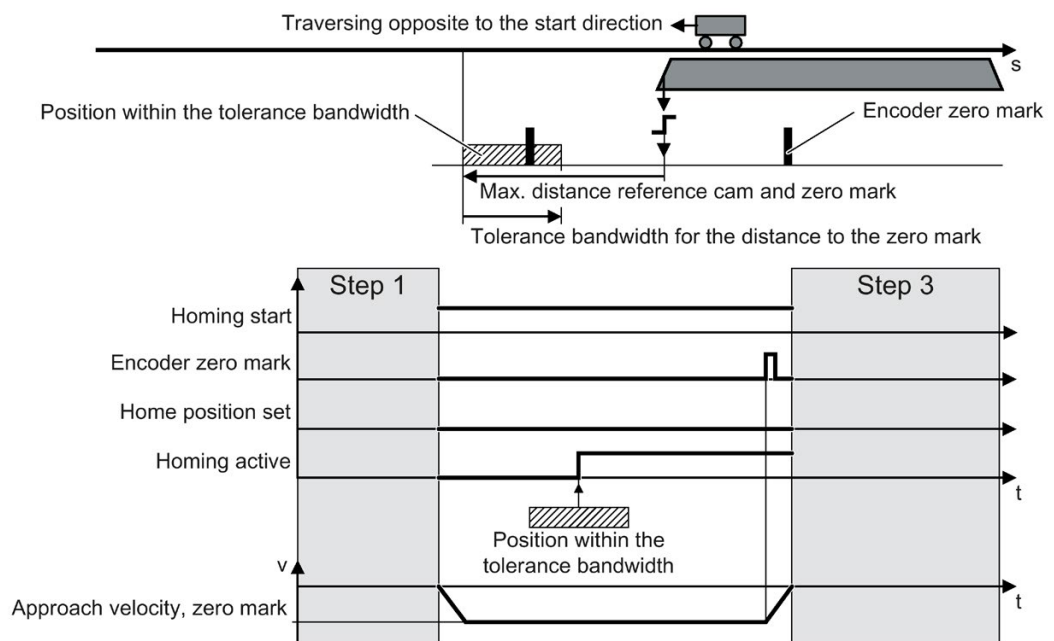 Traversing opposite to the start direction
s
Position within the tolerance bandwidth
Encoder zero mark
Max. distance reference cam and zero mark
Tolerance bandwidth for the distance to the zero mark
Step 1
Step 3
Homing start
Encoder zero mark
Home position set
Homing active
t
Position within the
tolerance bandwidth
v
t
Approach velocity, zero mark